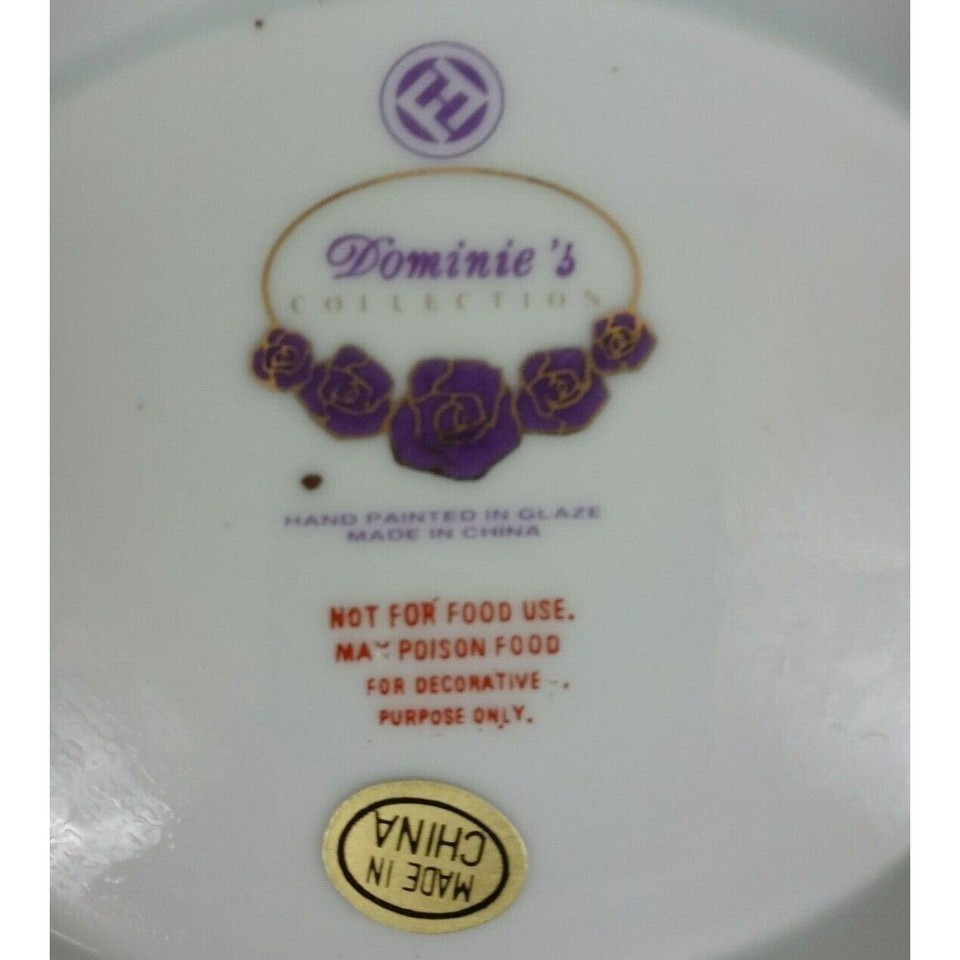 Dominie's
COLLECTION
HAND PAINTED IN GLAZE
MADE IN CHINA
NOT FOR FOOD USE.
MAY POISON FOOD
FOR DECORATIVE
PURPOSE ONLY.
MADE IN
CHINA